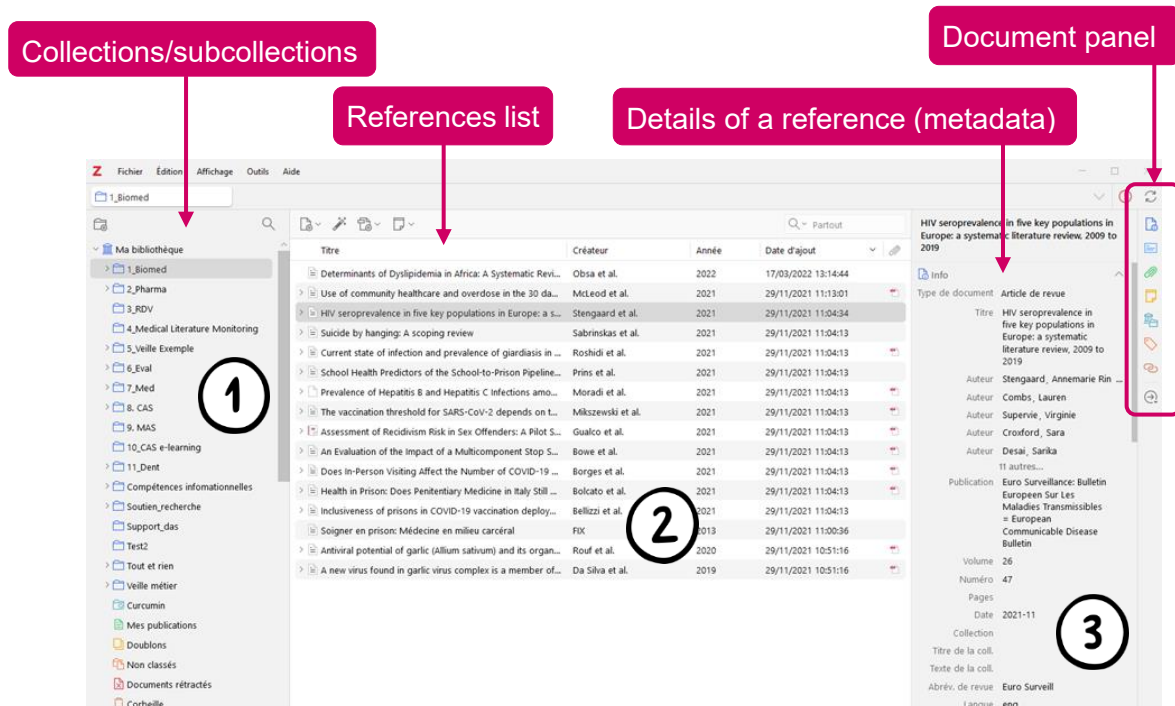 Document panel
Collections/subcollections
References list
Details of a reference (metadata)
Z Fichier Édition Affichage Outils Aide
1_Biomed
Partout
Ma bibliothèque
1_Biomed
2_Pharma
3_RDV
4_Medical Literature Monitoring
5_Veille Exemple
6_Eval
7_Med
8. CAS
9. MAS
10_CAS e-learning
11_Dent
Compétences infomationnelles
Soutien_recherche
Support_das
Test2
Tout et rien
Veille métier
Curcumin
Mes publications
Doublons
Non classés
Documents rétractés
Corbeille
1
Titre Créateur Année Date d'ajout
Determinants of Dyslipidemia in Africa: A Systematic Revi... Obsa et al. 2022 17/03/2022 13:14:44
Use of community healthcare and overdose in the 30 da... McLeod et al. 2021 29/11/2021 11:13:01
HIV seroprevalence in five key populations in Europe: a s... Stengaard et al. 2021 29/11/2021 11:04:34
Suicide by hanging: A scoping review Sabrinskas et al. 2021 29/11/2021 11:04:13
Current state of infection and prevalence of giardiasis in ... Roshidi et al. 2021 29/11/2021 11:04:13
School Health Predictors of the School-to-Prison Pipeline... Prins et al. 2021 29/11/2021 11:04:13
Prevalence of Hepatitis B and Hepatitis C Infections amo... Moradi et al. 2021 29/11/2021 11:04:13
The vaccination threshold for SARS-CoV-2 depends on t... Mikszewski et al. 2021 29/11/2021 11:04:13
Assessment of Recidivism Risk in Sex Offenders: A Pilot S... Gualco et al. 2021 29/11/2021 11:04:13
An Evaluation of the Impact of a Multicomponent Stop S... Bowe et al. 2021 29/11/2021 11:04:13
Does In-Person Visiting Affect the Number of COVID-19 ... Borges et al. 2021 29/11/2021 11:04:13
Health in Prison: Does Penitentiary Medicine in Italy Still ... Bolcato et al. 2021 29/11/2021 11:04:13
Inclusiveness of prisons in COVID-19 vaccination deploy... Bellizzi et al. 2021 29/11/2021 11:04:13
Soigner en prison: Médecine en milieu carcéral FIX 2013 29/11/2021 11:00:36
Antiviral potential of garlic (Allium sativum) and its organ... Rouf et al. 2020 29/11/2021 10:51:16
A new virus found in garlic virus complex is a member of... Da Silva et al. 2019 29/11/2021 10:51:16
2
HIV seroprevalence in five key populations in
Europe: a systematic literature review, 2009 to
2019
Info
Type de document Article de revue
Titre HIV seroprevalence in
five key populations in
Europe: a systematic
literature review, 2009 to
2019
Auteur Stengaard, Annemarie Rin ...
Auteur Combs, Lauren
Auteur Supervie, Virginie
Auteur Croxford, Sara
Auteur Desai, Sarika
11 autres...
Publication Euro Surveillance: Bulletin
Europeen Sur Les
Maladies Transmissibles
= European
Communicable Disease
Bulletin
Volume 26
Numéro 47
Pages
Date 2021-11
Collection
Titre de la coll.
Texte de la coll.
Abrév. de revue Euro Surveill
Langue eng
3